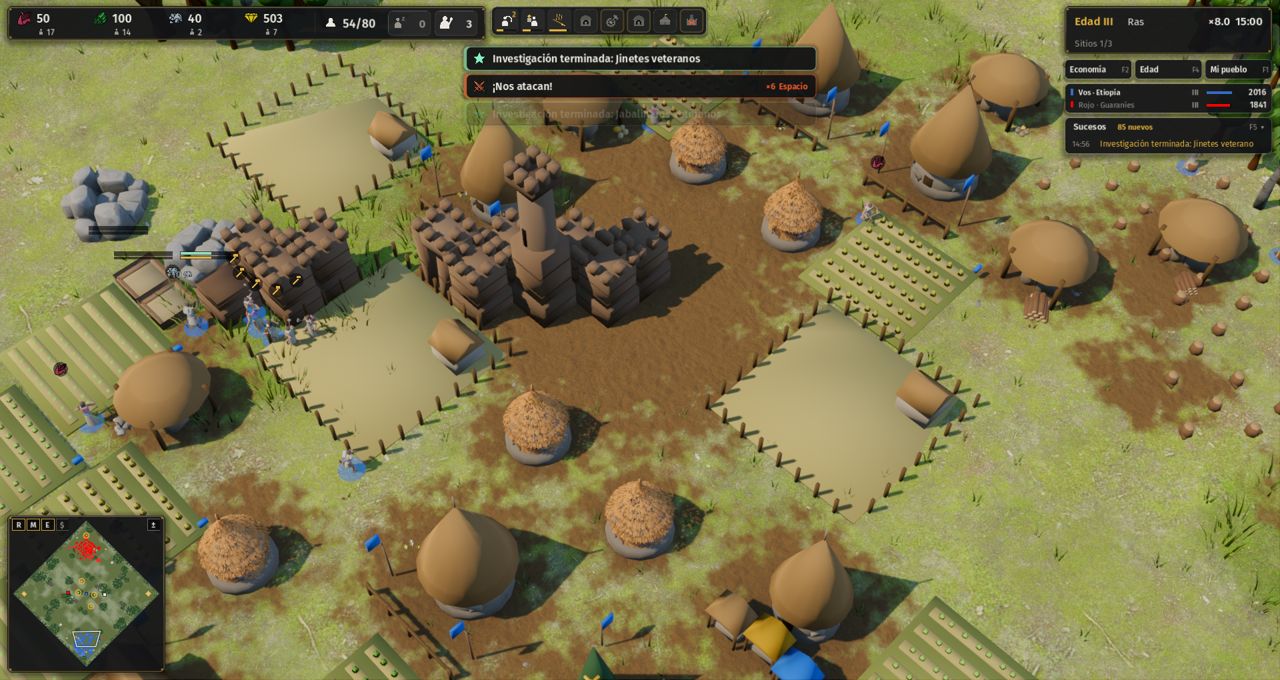 50 100 40 503 54/80 0 3
17 14 2 7
Edad III Ras ×8.0 15:00
Sitios 1/3
Economía F2 Edad F4 Mi pueblo F1
Vos · Etiopía III 2016
Rojo · Guaraníes III 1841
Sucesos 85 nuevos F5
14:56 Investigación terminada: Jinetes veterano
Investigación terminada: Jinetes veteranos
¡Nos atacan! ×6 Espacio
Investigación terminada:
R M E $ ±